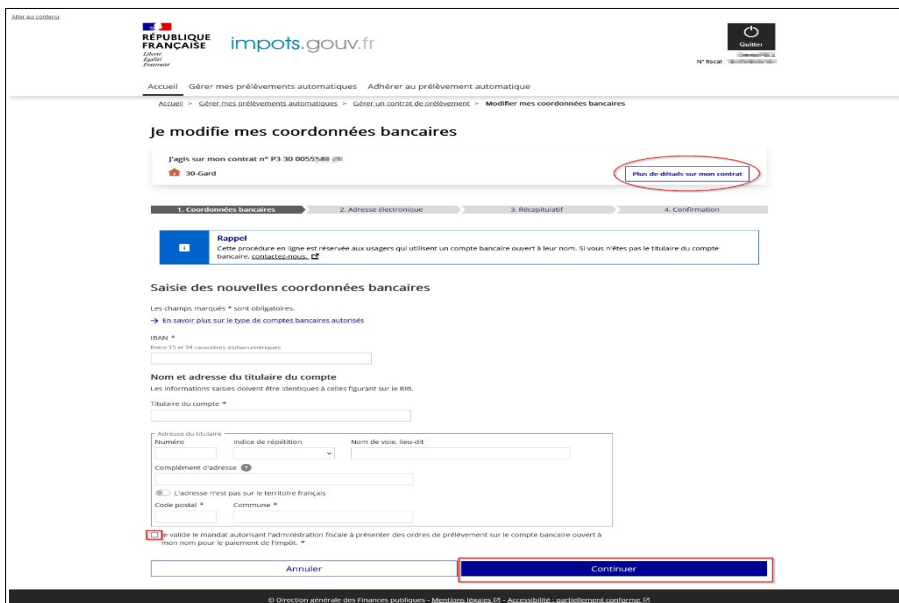 Aller au contenu
RÉPUBLIQUE
FRANÇAISE
Liberté
Égalité
Fraternité
impots.gouv.fr
Quitter
N° fiscal :
Accueil Gérer mes prélèvements automatiques Adhérer au prélèvement automatique
Accueil > Gérer mes prélèvements automatiques > Gérer un contrat de prélèvement > Modifier mes coordonnées bancaires
Je modifie mes coordonnées bancaires
J'agis sur mon contrat n° P3 30 005558
30-Gard
Plus de détails sur mon contrat
1. Coordonnées bancaires 2. Adresse électronique 3. Récapitulatif 4. Confirmation
Rappel
Cette procédure en ligne est réservée aux usagers qui utilisent un compte bancaire ouvert à leur nom. Si vous n'êtes pas le titulaire du compte
bancaire, contactez-nous.
Saisie des nouvelles coordonnées bancaires
Les champs marqués * sont obligatoires.
→ En savoir plus sur le type de comptes bancaires autorisés
IBAN *
Entre 15 et 34 caractères alphanumériques
Nom et adresse du titulaire du compte
Les informations saisies doivent être identiques à celles figurant sur le RIB.
Titulaire du compte *
Adresse du titulaire
Numéro Indice de répétition Nom de voie, lieu-dit
Complément d'adresse ?
L'adresse n'est pas sur le territoire français
Code postal * Commune *
Je valide le mandat autorisant l'administration fiscale à présenter des ordres de prélèvement sur le compte bancaire ouvert à
mon nom pour le paiement de l'impôt. *
Annuler Continuer
© Direction générale des Finances publiques - Mentions légales - Accessibilité : partiellement conforme